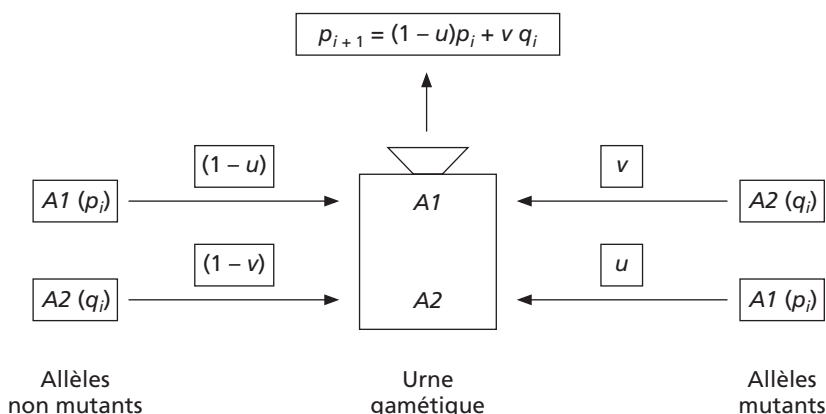 p_{i + 1} = (1 – u)p_i + v q_i
(1 – u)
v
A1 (p_i)
A1
A2 (q_i)
(1 – v)
u
A2 (q_i)
A2
A1 (p_i)
Allèles
non mutants
Urne
gamétique
Allèles
mutants